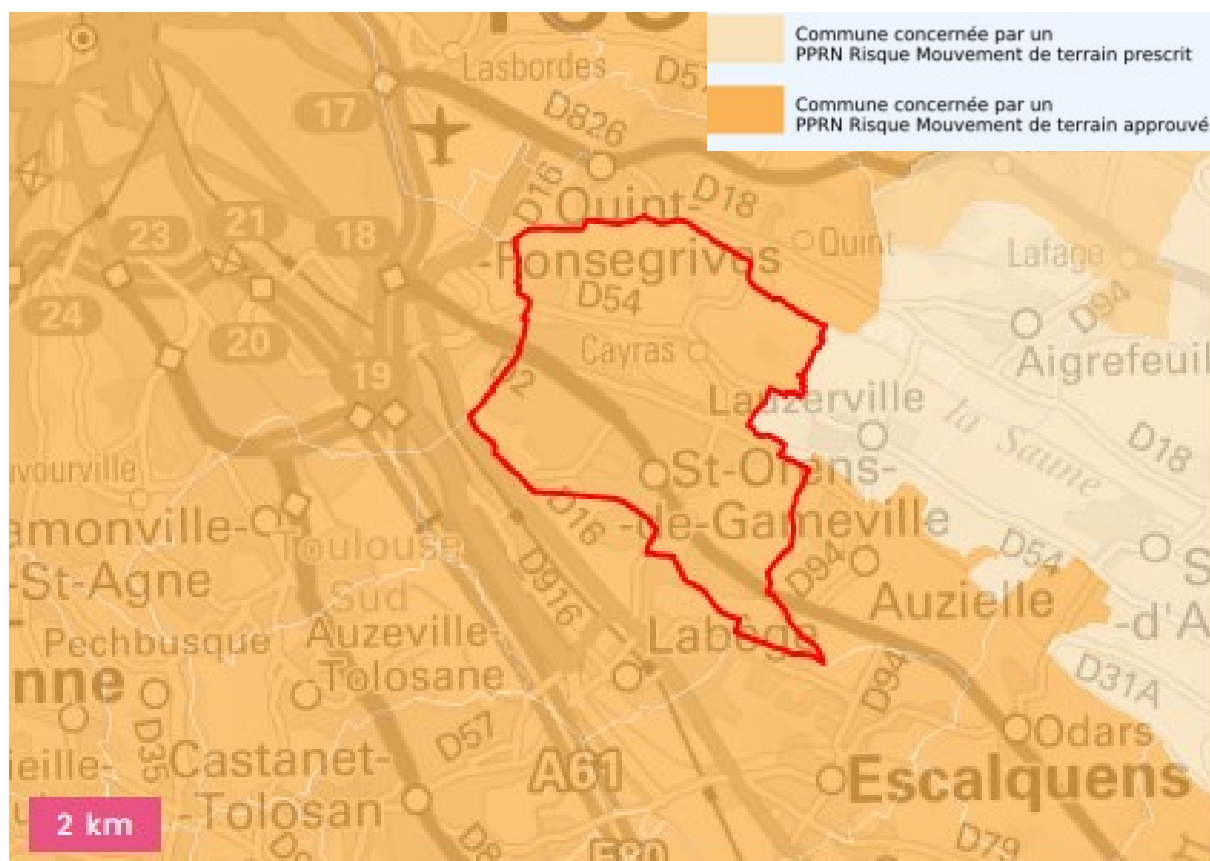 Commune concernée par un
PPRN Risque Mouvement de terrain prescrit
Commune concernée par un
PPRN Risque Mouvement de terrain approuvé
Lasbordes
17
D826
D16
Quint-
-Fonsegrives
D18
Quint
21
23
18
D54
Lafage
D94
24
20
Cayras
Aigrefeuil
19
Lauzerville
la Saune
D18
St-Orens-
-de-Gameville
D16
amonville-
-St-Agne
Toulouse
Sud
D916
D54
D94
Auzielle
-d'A
Pechbusque
Auzeville-
-Tolosane
Labège
D31A
nne
D94
D35
D57
Odars
ieille-
Castanet-
-Tolosan
A61
Escalquens
2 km
D79
E80